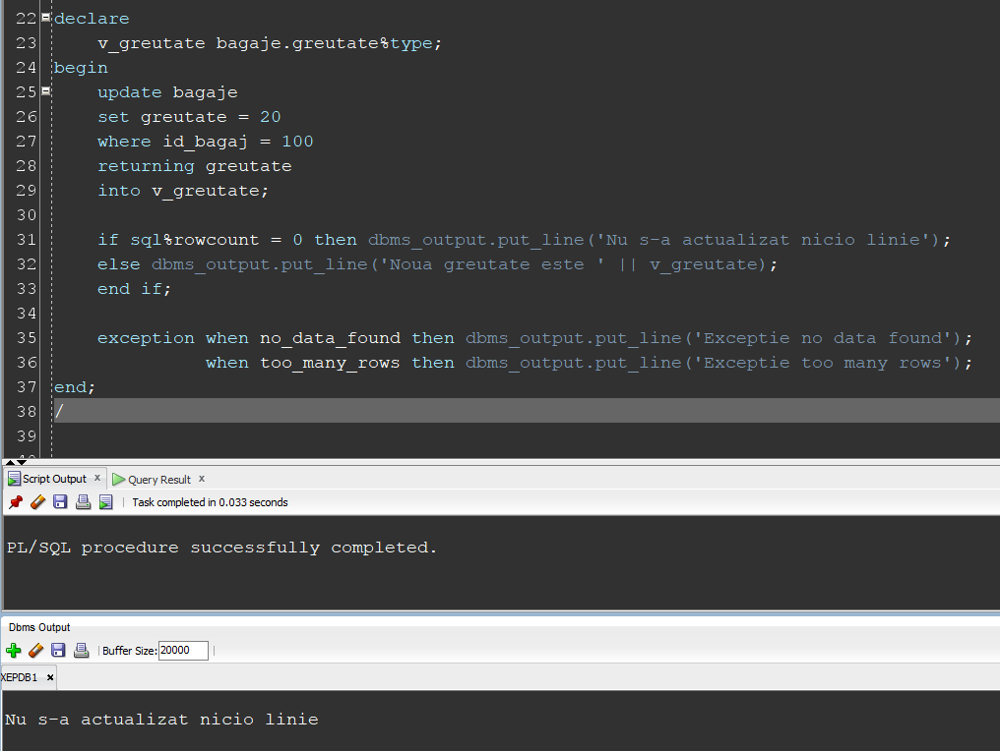 22 declare
23 v_greutate bagaje.greutate%type;
24 begin
25 update bagaje
26 set greutate = 20
27 where id_bagaj = 100
28 returning greutate
29 into v_greutate;
30
31 if sql%rowcount = 0 then dbms_output.put_line('Nu s-a actualizat nicio linie');
32 else dbms_output.put_line('Noua greutate este ' || v_greutate);
33 end if;
34
35 exception when no_data_found then dbms_output.put_line('Exceptie no data found');
36 when too_many_rows then dbms_output.put_line('Exceptie too many rows');
37 end;
38 /
39
Script Output x Query Result x
Task completed in 0.033 seconds
PL/SQL procedure successfully completed.
Dbms Output
Buffer Size: 20000
XEPDB1 x
Nu s-a actualizat nicio linie